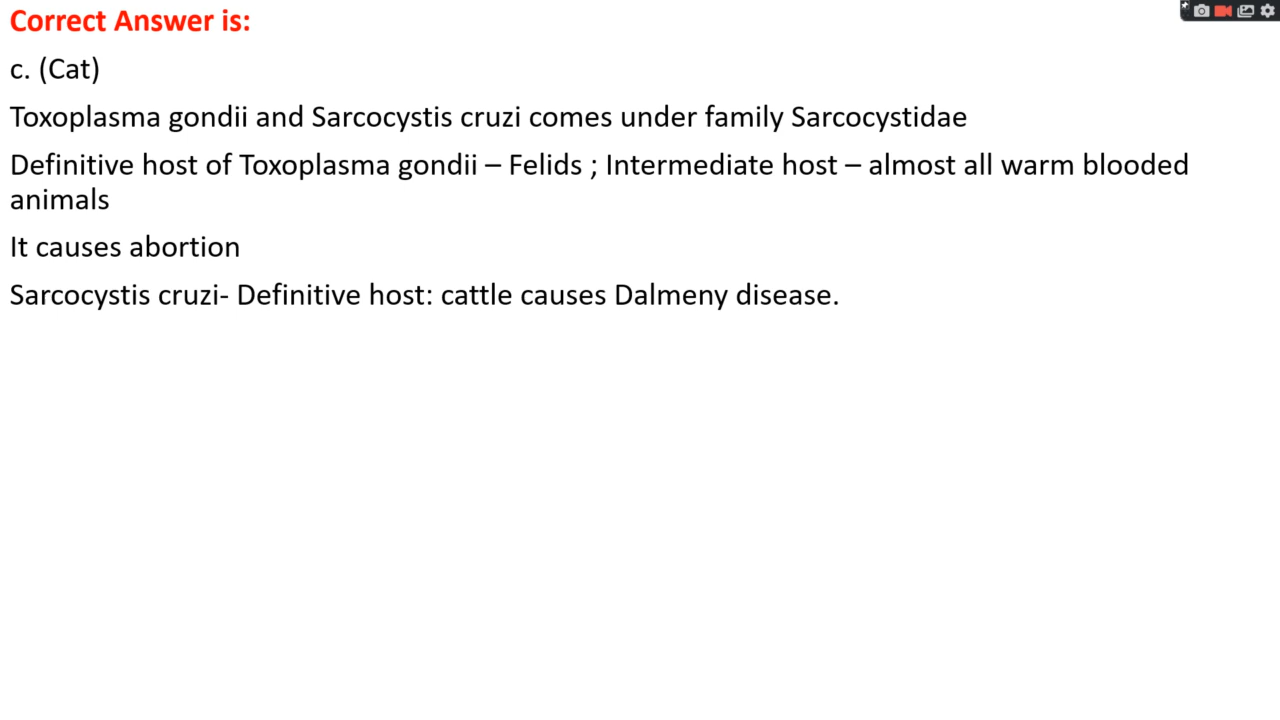 Correct Answer is:
c. (Cat)
Toxoplasma gondii and Sarcocystis cruzi comes under family Sarcocystidae
Definitive host of Toxoplasma gondii – Felids ; Intermediate host – almost all warm blooded
animals
It causes abortion
Sarcocystis cruzi- Definitive host: cattle causes Dalmeny disease.